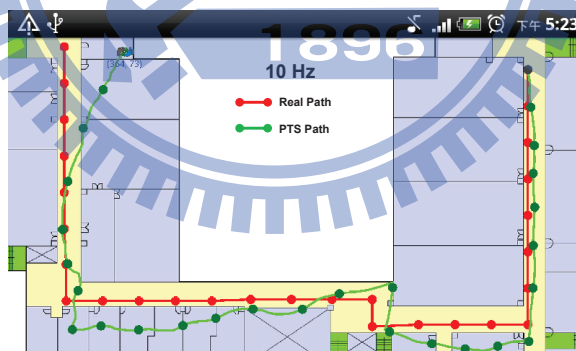 下午 5:23
1896
(364, 73)
10 Hz
Real Path
PTS Path